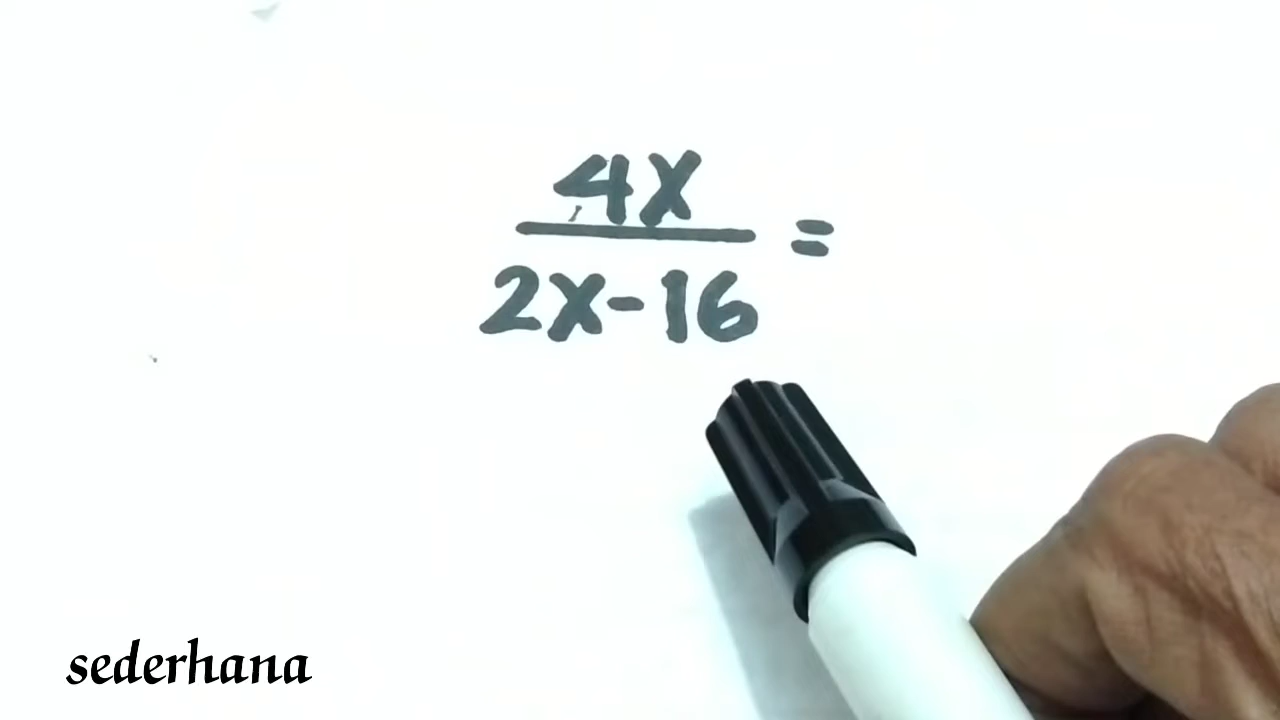 4x
2x-16
=
sederhana